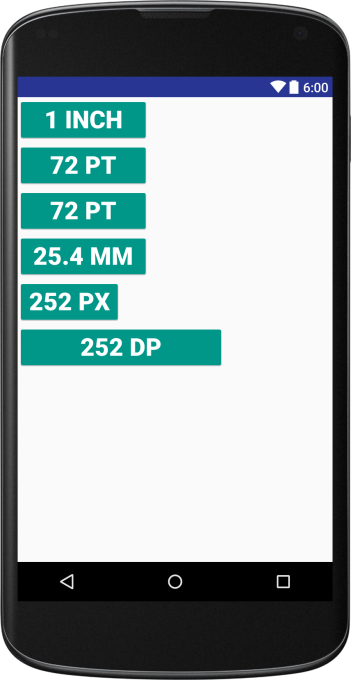 6:00
1 INCH
72 PT
72 PT
25.4 MM
252 PX
252 DP